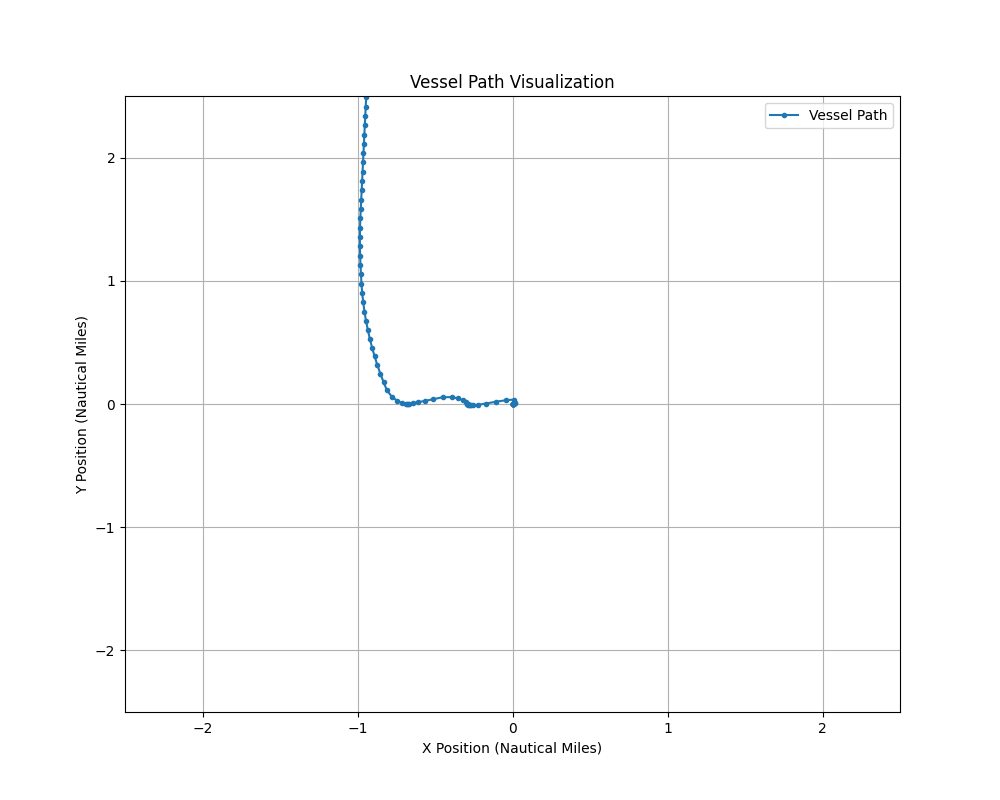 Vessel Path Visualization
Vessel Path
Y Position (Nautical Miles)
2
1
0
−1
−2
−2
−1
0
1
2
X Position (Nautical Miles)